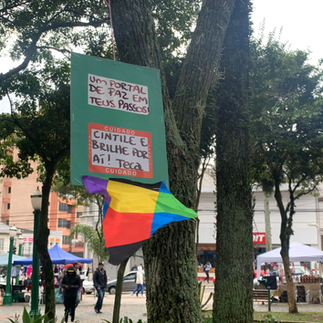 UM PORTAL
DE PAZ EM
TEUS PASSOS
CUIDADO
CINTILE E
BRILHE POR
AÍ! Teca
CUIDADO